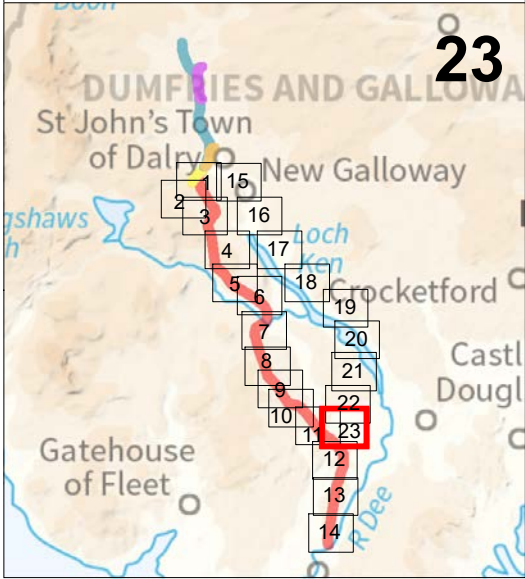 Doon
23
DUMFRIES AND GALLOWA
St John's Town
of Dalry
New Galloway
1
15
2
3
16
gshaws
h
Loch
Ken
4
17
5
18
6
Crocketford
19
7
20
8
21
Castl
Dougl
9
22
10
11
23
12
Gatehouse
of Fleet
13
R Dee
14